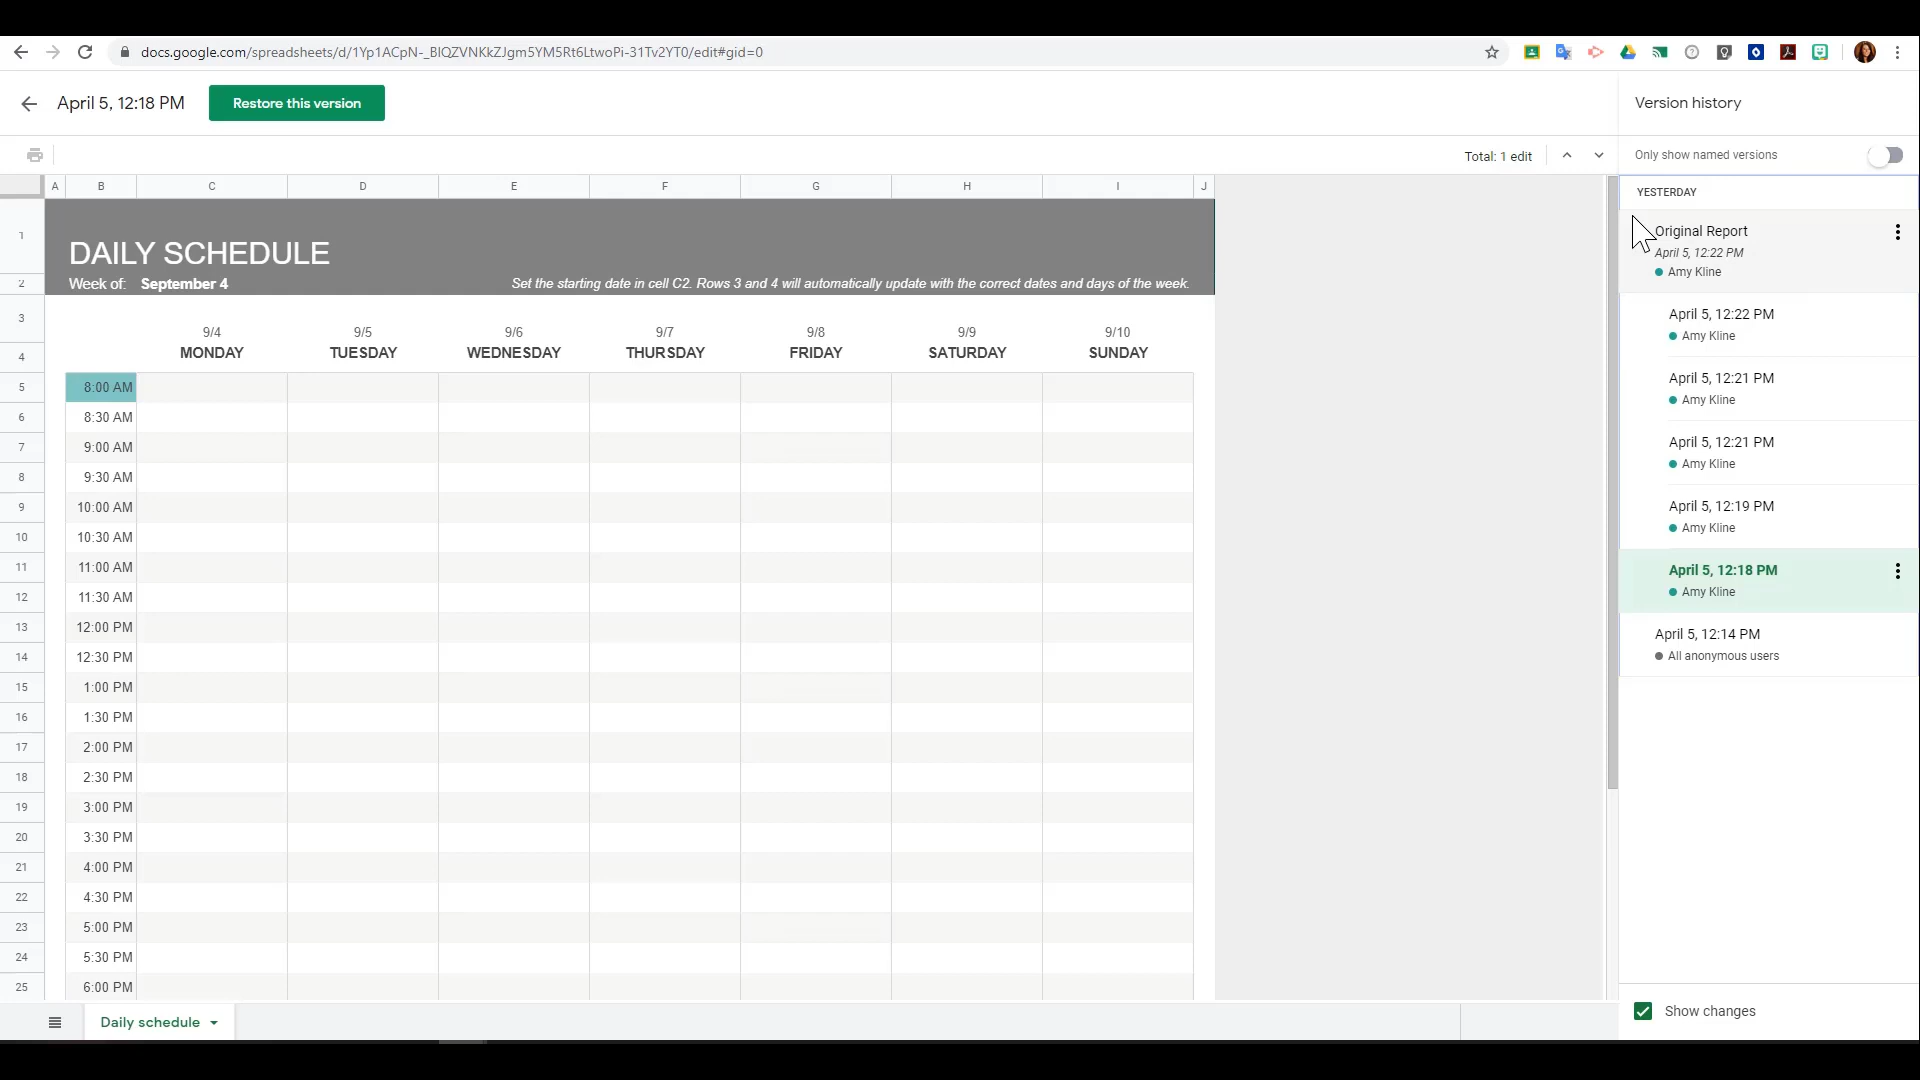 docs.google.com/spreadsheets/d/1Yp1ACpN-_BlQZVNKkZJgm5YM5Rt6LtwoPi-31Tv2YT0/edit#gid=0
April 5, 12:18 PM
Restore this version
Version history
Total: 1 edit
Only show named versions
A B C D E F G H I J
YESTERDAY
1
DAILY SCHEDULE
2 Week of: September 4 Set the starting date in cell C2. Rows 3 and 4 will automatically update with the correct dates and days of the week.
3 9/4 9/5 9/6 9/7 9/8 9/9 9/10
4 MONDAY TUESDAY WEDNESDAY THURSDAY FRIDAY SATURDAY SUNDAY
5 8:00 AM
6 8:30 AM
7 9:00 AM
8 9:30 AM
9 10:00 AM
10 10:30 AM
11 11:00 AM
12 11:30 AM
13 12:00 PM
14 12:30 PM
15 1:00 PM
16 1:30 PM
17 2:00 PM
18 2:30 PM
19 3:00 PM
20 3:30 PM
21 4:00 PM
22 4:30 PM
23 5:00 PM
24 5:30 PM
25 6:00 PM
Daily schedule
Original Report
April 5, 12:22 PM
Amy Kline
April 5, 12:22 PM
Amy Kline
April 5, 12:21 PM
Amy Kline
April 5, 12:21 PM
Amy Kline
April 5, 12:19 PM
Amy Kline
April 5, 12:18 PM
Amy Kline
April 5, 12:14 PM
All anonymous users
Show changes